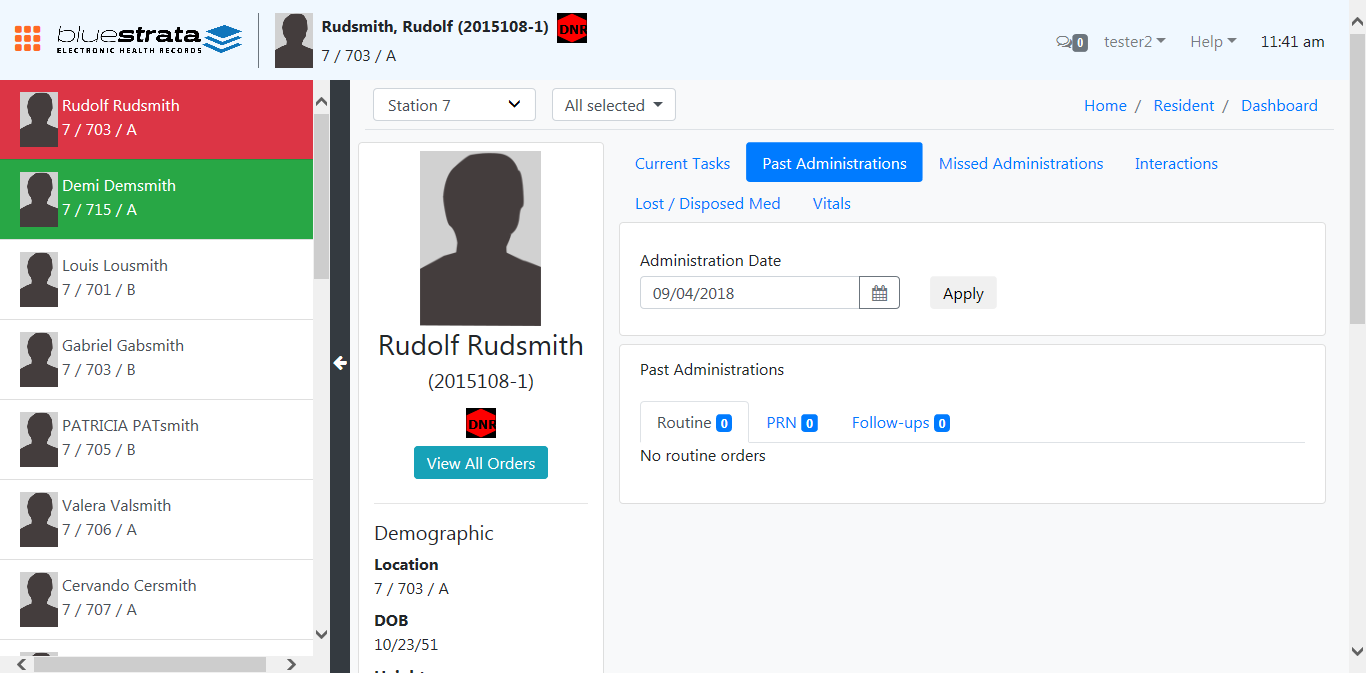 bluestrata
ELECTRONIC HEALTH RECORDS
Rudsmith, Rudolf (2015108-1) DNR
7 / 703 / A
0 tester2 Help 11:41 am
Rudolf Rudsmith
7 / 703 / A
Demi Demsmith
7 / 715 / A
Louis Lousmith
7 / 701 / B
Gabriel Gabsmith
7 / 703 / B
PATRICIA PATsmith
7 / 705 / B
Valera Valsmith
7 / 706 / A
Cervando Cersmith
7 / 707 / A
Station 7 All selected Home / Resident / Dashboard
Rudolf Rudsmith
(2015108-1)
DNR
View All Orders
Demographic
Location
7 / 703 / A
DOB
10/23/51
Current Tasks Past Administrations Missed Administrations Interactions
Lost / Disposed Med Vitals
Administration Date
09/04/2018 Apply
Past Administrations
Routine 0 PRN 0 Follow-ups 0
No routine orders